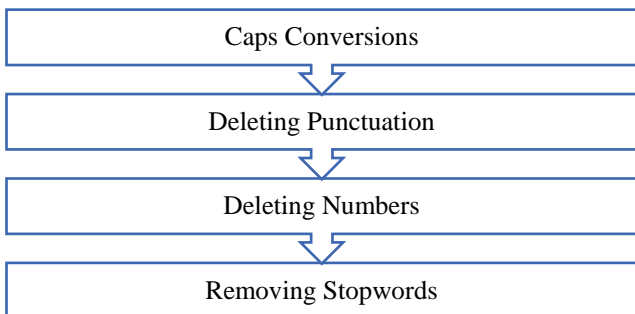 Caps Conversions
Deleting Punctuation
Deleting Numbers
Removing Stopwords